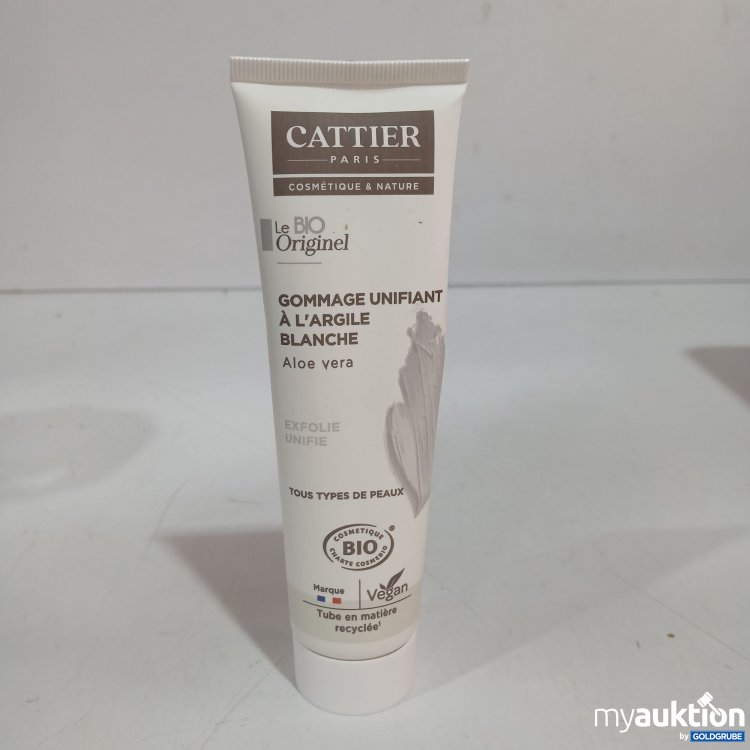 CATTIER
PARIS
COSMÉTIQUE & NATURE
Le BIO
Originel
GOMMAGE UNIFIANT
À L'ARGILE
BLANCHE
Aloe vera
EXFOLIE
UNIFIE
TOUS TYPES DE PEAUX
COSMETIQUE
BIO
®
CHARTE COSMEBIO
Marque
Vegan
Tube en matière
recyclée¹
myauktion
by GOLDGRUBE